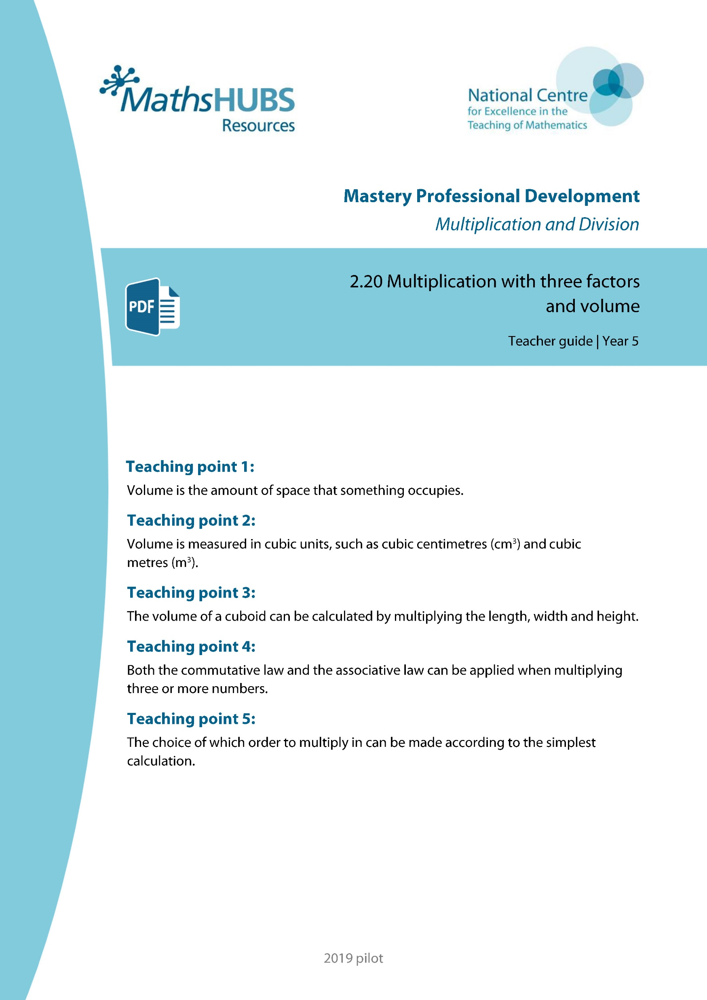 MathsHUBS
Resources
National Centre
for Excellence in the
Teaching of Mathematics
Mastery Professional Development
Multiplication and Division
PDF
2.20 Multiplication with three factors
and volume
Teacher guide | Year 5
Teaching point 1:
Volume is the amount of space that something occupies.
Teaching point 2:
Volume is measured in cubic units, such as cubic centimetres (cm³) and cubic
metres (m³).
Teaching point 3:
The volume of a cuboid can be calculated by multiplying the length, width and height.
Teaching point 4:
Both the commutative law and the associative law can be applied when multiplying
three or more numbers.
Teaching point 5:
The choice of which order to multiply in can be made according to the simplest
calculation.
2019 pilot